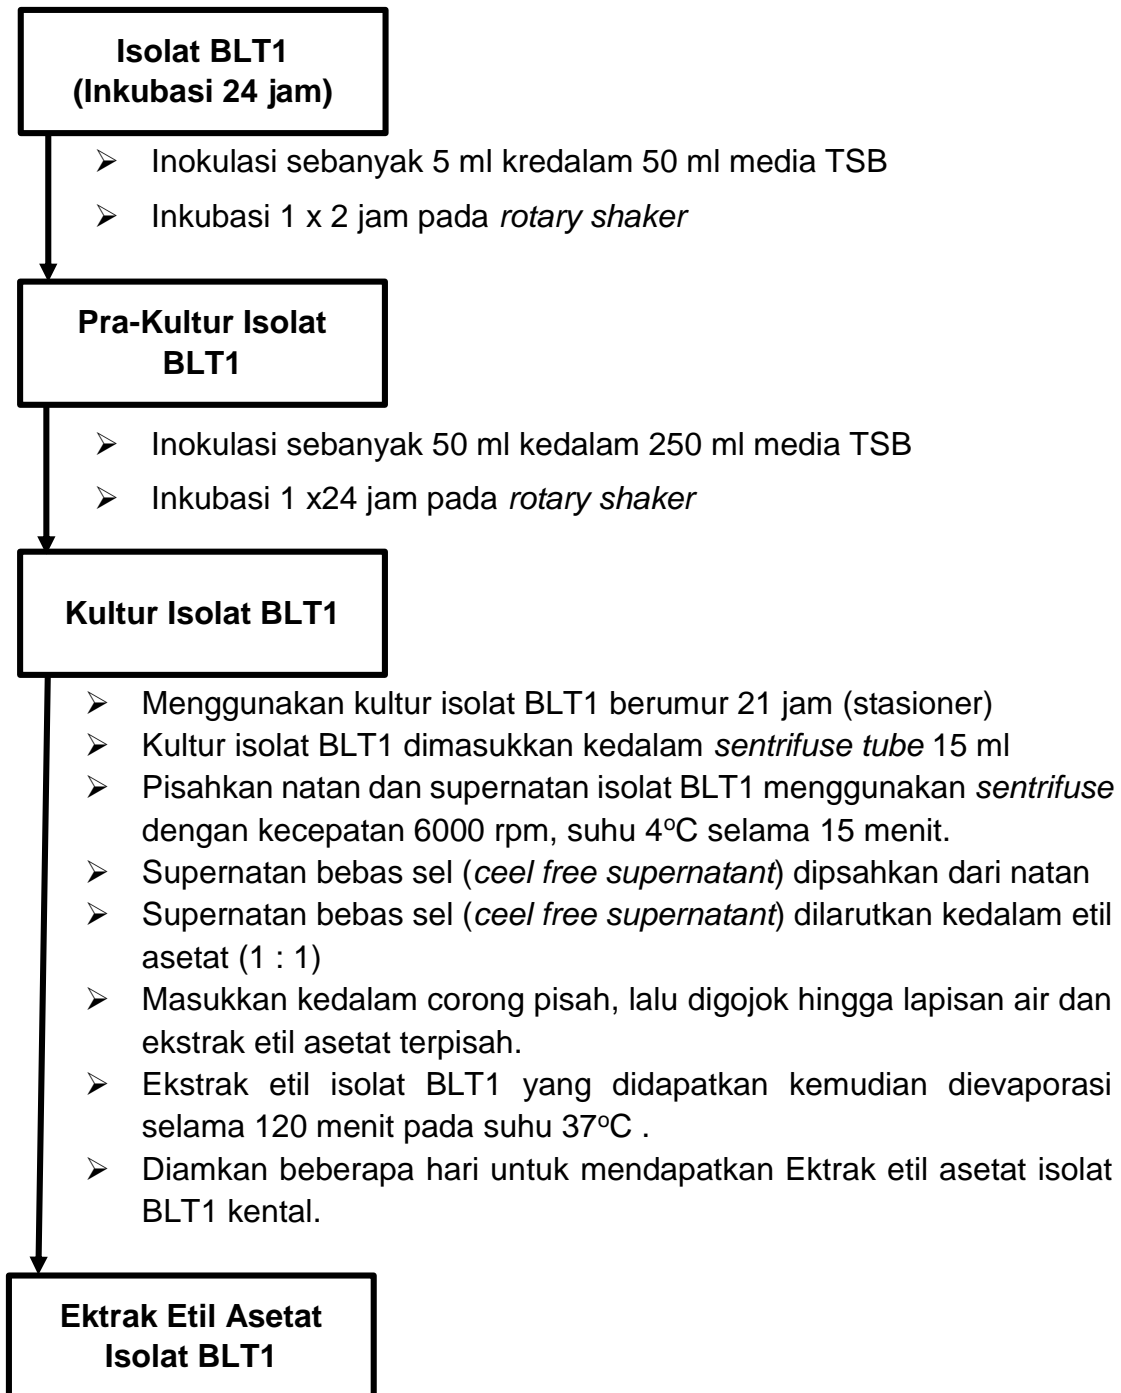 Isolat BLT1
(Inkubasi 24 jam)
➢ Inokulasi sebanyak 5 ml kredalam 50 ml media TSB
➢ Inkubasi 1 x 2 jam pada rotary shaker
Pra-Kultur Isolat
BLT1
➢ Inokulasi sebanyak 50 ml kedalam 250 ml media TSB
➢ Inkubasi 1 x24 jam pada rotary shaker
Kultur Isolat BLT1
➢ Menggunakan kultur isolat BLT1 berumur 21 jam (stasioner)
➢ Kultur isolat BLT1 dimasukkan kedalam sentrifuse tube 15 ml
➢ Pisahkan natan dan supernatan isolat BLT1 menggunakan sentrifuse
dengan kecepatan 6000 rpm, suhu 4°C selama 15 menit.
➢ Supernatan bebas sel (ceel free supernatant) dipsahkan dari natan
➢ Supernatan bebas sel (ceel free supernatant) dilarutkan kedalam etil
asetat (1 : 1)
➢ Masukkan kedalam corong pisah, lalu digojok hingga lapisan air dan
ekstrak etil asetat terpisah.
➢ Ekstrak etil isolat BLT1 yang didapatkan kemudian dievaporasi
selama 120 menit pada suhu 37°C .
➢ Diamkan beberapa hari untuk mendapatkan Ektrak etil asetat isolat
BLT1 kental.
Ektrak Etil Asetat
Isolat BLT1